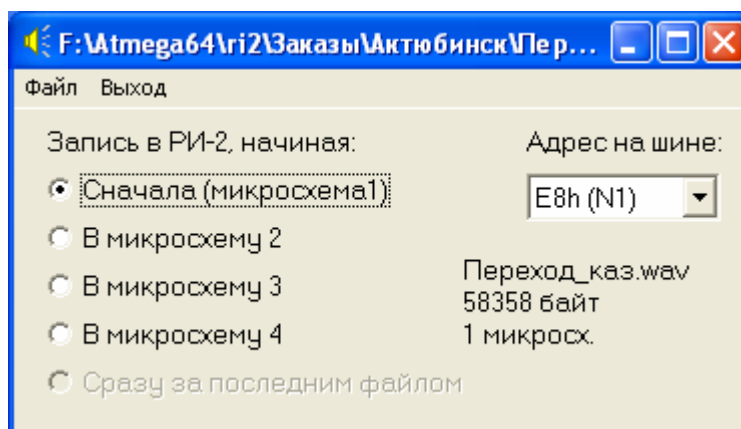 F:\Atmega64\ri2\Заказы\Актюбинск\Пер...
Файл Выход
Запись в РИ-2, начиная:
Адрес на шине:
Сначала (микросхема1)
E8h (N1)
В микросхему 2
В микросхему 3
В микросхему 4
Сразу за последним файлом
Переход_каз.wav
58358 байт
1 микросх.